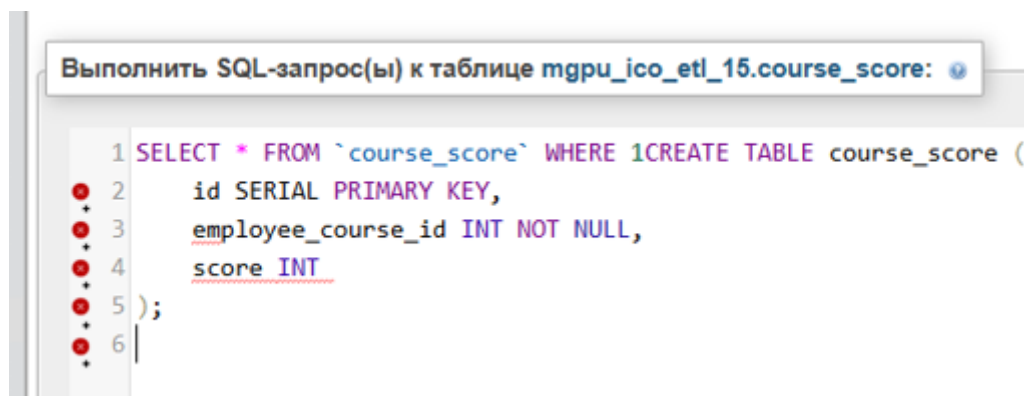 Выполнить SQL-запрос(ы) к таблице mgpu_ico_etl_15.course_score:
1 SELECT * FROM `course_score` WHERE 1CREATE TABLE course_score (
2 id SERIAL PRIMARY KEY,
3 employee_course_id INT NOT NULL,
4 score INT
5 );
6